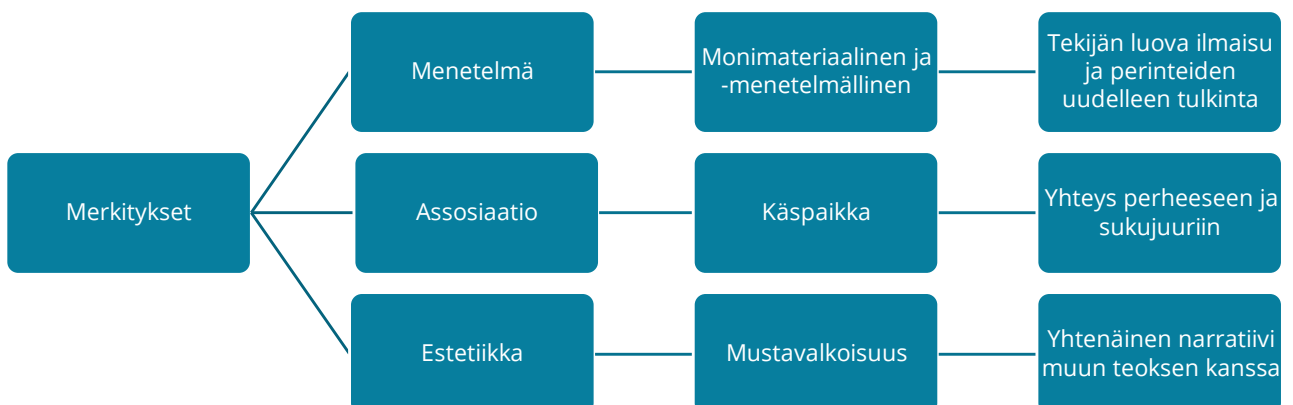 Menetelmä
Monimateriaalinen ja
-menetelmällinen
Tekijän luova ilmaisu
ja perinteiden
uudelleen tulkinta
Merkitykset
Assosiaatio
Käspaikka
Yhteys perheeseen ja
sukujuuriin
Estetiikka
Mustavalkoisuus
Yhtenäinen narratiivi
muun teoksen kanssa